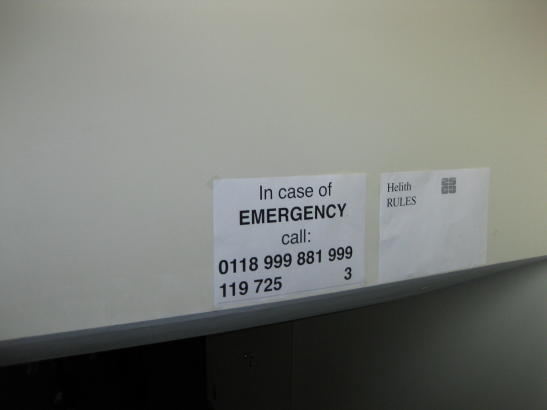 In case of
EMERGENCY
call:
0118 999 881 999
119 725 3
Helith
RULES